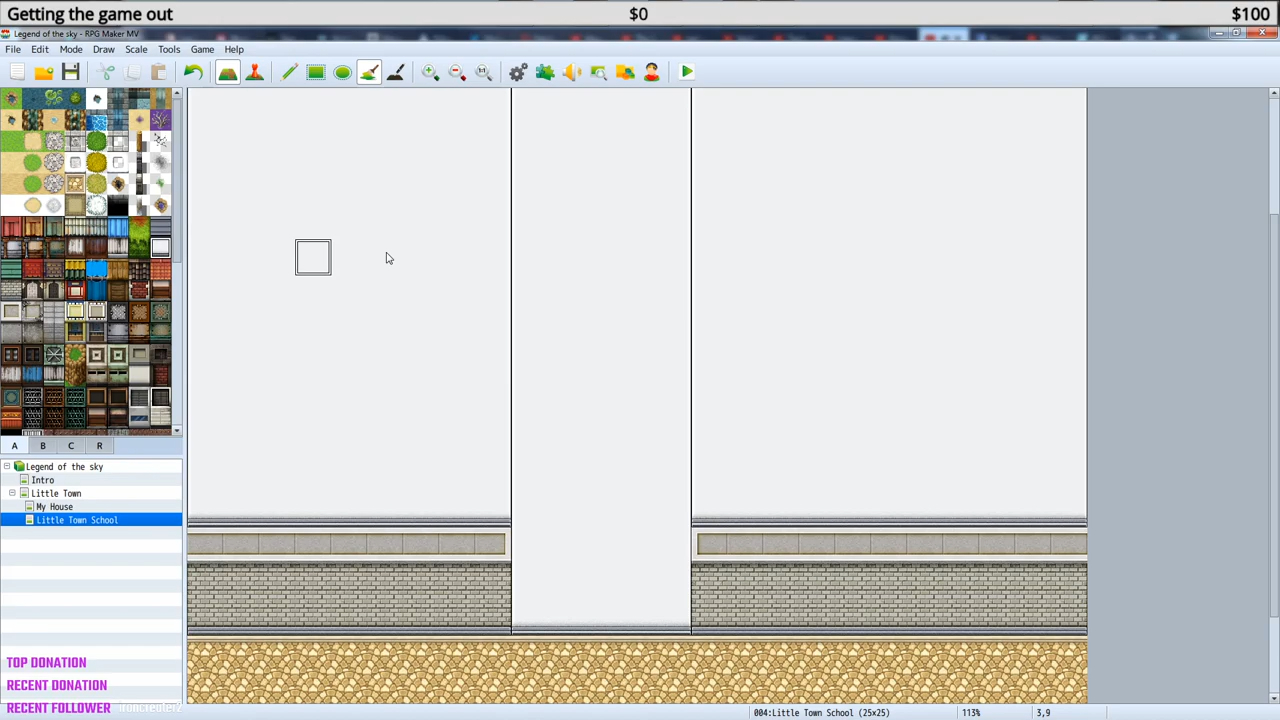 Getting the game out $0 $100
Legend of the sky - RPG Maker MV
File Edit Mode Draw Scale Tools Game Help
A B C R
Legend of the sky
Intro
Little Town
My House
Little Town School
TOP DONATION
RECENT DONATION
RECENT FOLLOWER
004:Little Town School (25×25) 113% 3,9